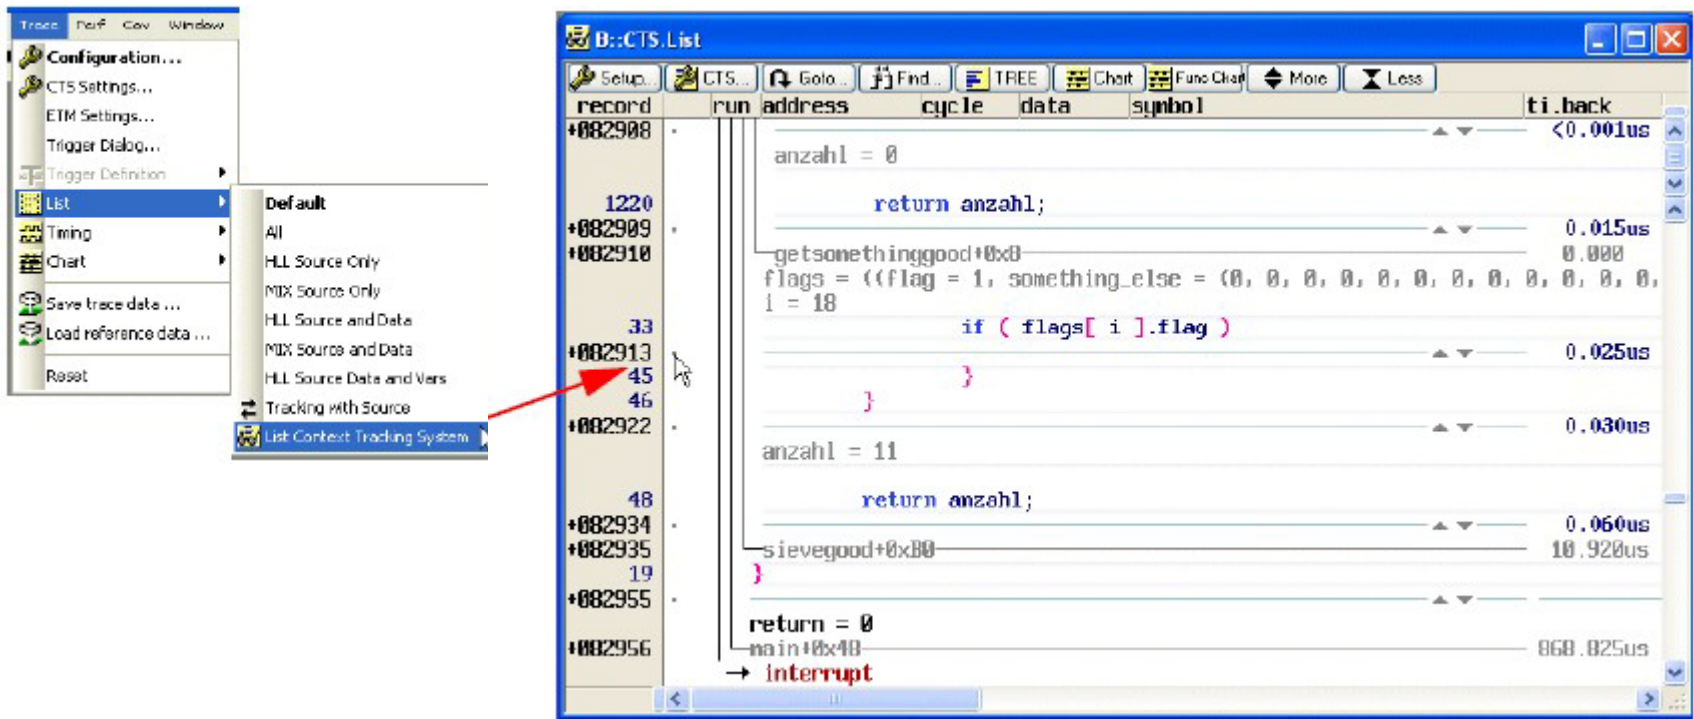 Trace Perf Cov Window
Configuration...
CTS Settings...
ETM Settings...
Trigger Dialog...
Trigger Definition
List
Timing
Chart
Save trace data ...
Load reference data ...
Reset
Default
All
HLL Source Only
MIX Source Only
HLL Source and Data
MIX Source and Data
HLL Source Data and Vars
Tracking with Source
List Context Tracking System
B::CTS.List
Setup... CTS... Goto... Find... TREE Chart Func Chart More Less
record run address cycle data symbol ti.back
+082908 <0.001us
anzahl = 0
1220 return anzahl;
+082909 0.015us
+082910 getsomethinggood+0x8 0.000
flags = ((flag = 1, something_else = (0, 0, 0, 0, 0, 0, 0, 0, 0, 0, 0, 0,
i = 18
33 if ( flags[ i ].flag )
+082913 0.025us
45 }
46 }
+082922 0.030us
anzahl = 11
48 return anzahl;
+082934 0.060us
+082935 sievegood+0xB0 10.920us
19 }
+082955
return = 0
+082956 main+0x48 868.825us
→ interrupt